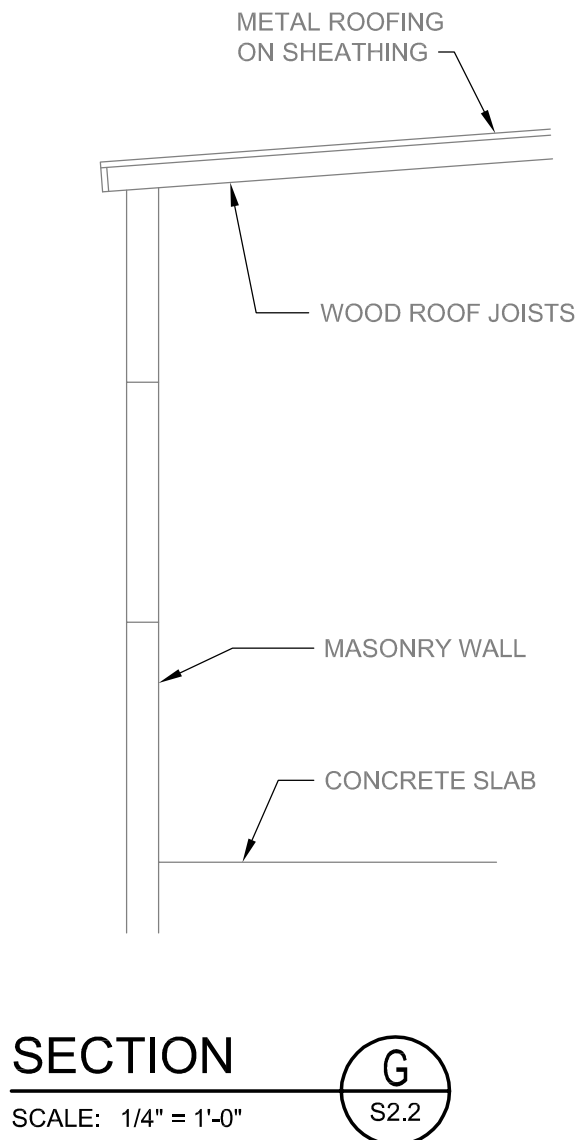 METAL ROOFING
ON SHEATHING
WOOD ROOF JOISTS
MASONRY WALL
CONCRETE SLAB
SECTION
SCALE: 1/4" = 1'-0"
G
S2.2